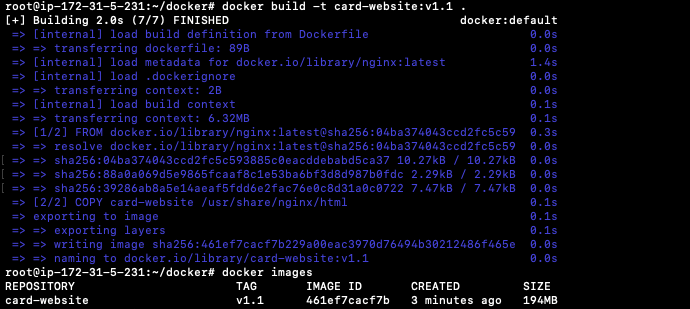 root@ip-172-31-5-231:~/docker# docker build -t card-website:v1.1 .
[+] Building 2.0s (7/7) FINISHED docker:default
=> [internal] load build definition from Dockerfile 0.0s
=> => transferring dockerfile: 89B 0.0s
=> [internal] load metadata for docker.io/library/nginx:latest 1.4s
=> [internal] load .dockerignore 0.0s
=> => transferring context: 2B 0.0s
=> [internal] load build context 0.1s
=> => transferring context: 6.32MB 0.1s
=> [1/2] FROM docker.io/library/nginx:latest@sha256:04ba374043ccd2fc5c59 0.3s
=> => resolve docker.io/library/nginx:latest@sha256:04ba374043ccd2fc5c59 0.0s
[ => => sha256:04ba374043ccd2fc5c593885c0eacddebabd5ca37 10.27kB / 10.27kB 0.0s
[ => => sha256:88a0a069d5e9865fcaaf8c1e53ba6bf3d8d987b0fdc 2.29kB / 2.29kB 0.0s
[ => => sha256:39286ab8a5e14aeaf5fdd6e2fac76e0c8d31a0c0722 7.47kB / 7.47kB 0.0s
=> [2/2] COPY card-website /usr/share/nginx/html 0.1s
=> exporting to image 0.1s
=> => exporting layers 0.1s
=> => writing image sha256:461ef7cacf7b229a00eac3970d76494b30212486f465e 0.0s
=> => naming to docker.io/library/card-website:v1.1 0.0s
root@ip-172-31-5-231:~/docker# docker images
REPOSITORY TAG IMAGE ID CREATED SIZE
card-website v1.1 461ef7cacf7b 3 minutes ago 194MB